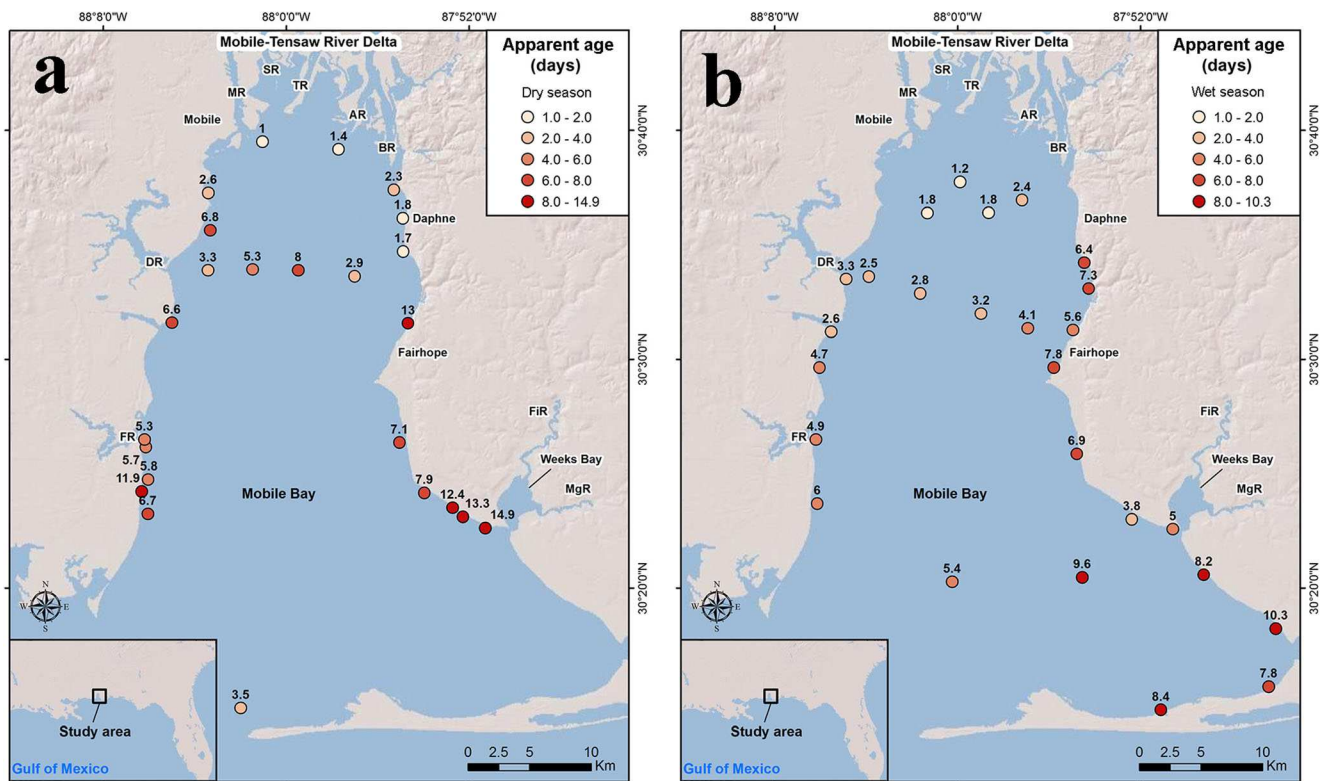 88°8'0"W 88°0'0"W 87°52'0"W
a
Mobile-Tensaw River Delta
Apparent age
(days)
Dry season
1.0 - 2.0
2.0 - 4.0
4.0 - 6.0
6.0 - 8.0
8.0 - 14.9
SR
TR
MR
Mobile
AR
BR
1
1.4
2.6
2.3
1.8
Daphne
6.8
1.7
DR
3.3
5.3
8
2.9
6.6
13
Fairhope
FiR
FR
5.3
7.1
5.7
5.8
Weeks Bay
11.9
7.9
MgR
6.7
Mobile Bay
12.4
13.3
14.9
N
W E
S
3.5
Study area
Gulf of Mexico
0 2.5 5 10
Km
88°8'0"W 88°0'0"W 87°52'0"W
b
Mobile-Tensaw River Delta
Apparent age
(days)
Wet season
1.0 - 2.0
2.0 - 4.0
4.0 - 6.0
6.0 - 8.0
8.0 - 10.3
SR
TR
MR
Mobile
AR
BR
1.2
1.8
1.8
2.4
Daphne
6.4
DR
3.3
2.5
7.3
2.8
3.2
2.6
4.1
5.6
4.7
7.8
Fairhope
FiR
FR
4.9
6.9
Weeks Bay
MgR
6
Mobile Bay
3.8
5
5.4
9.6
8.2
10.3
7.8
8.4
N
W E
S
Study area
Gulf of Mexico
0 2.5 5 10
Km
30°40'0"N
30°30'0"N
30°20'0"N
30°40'0"N
30°30'0"N
30°20'0"N